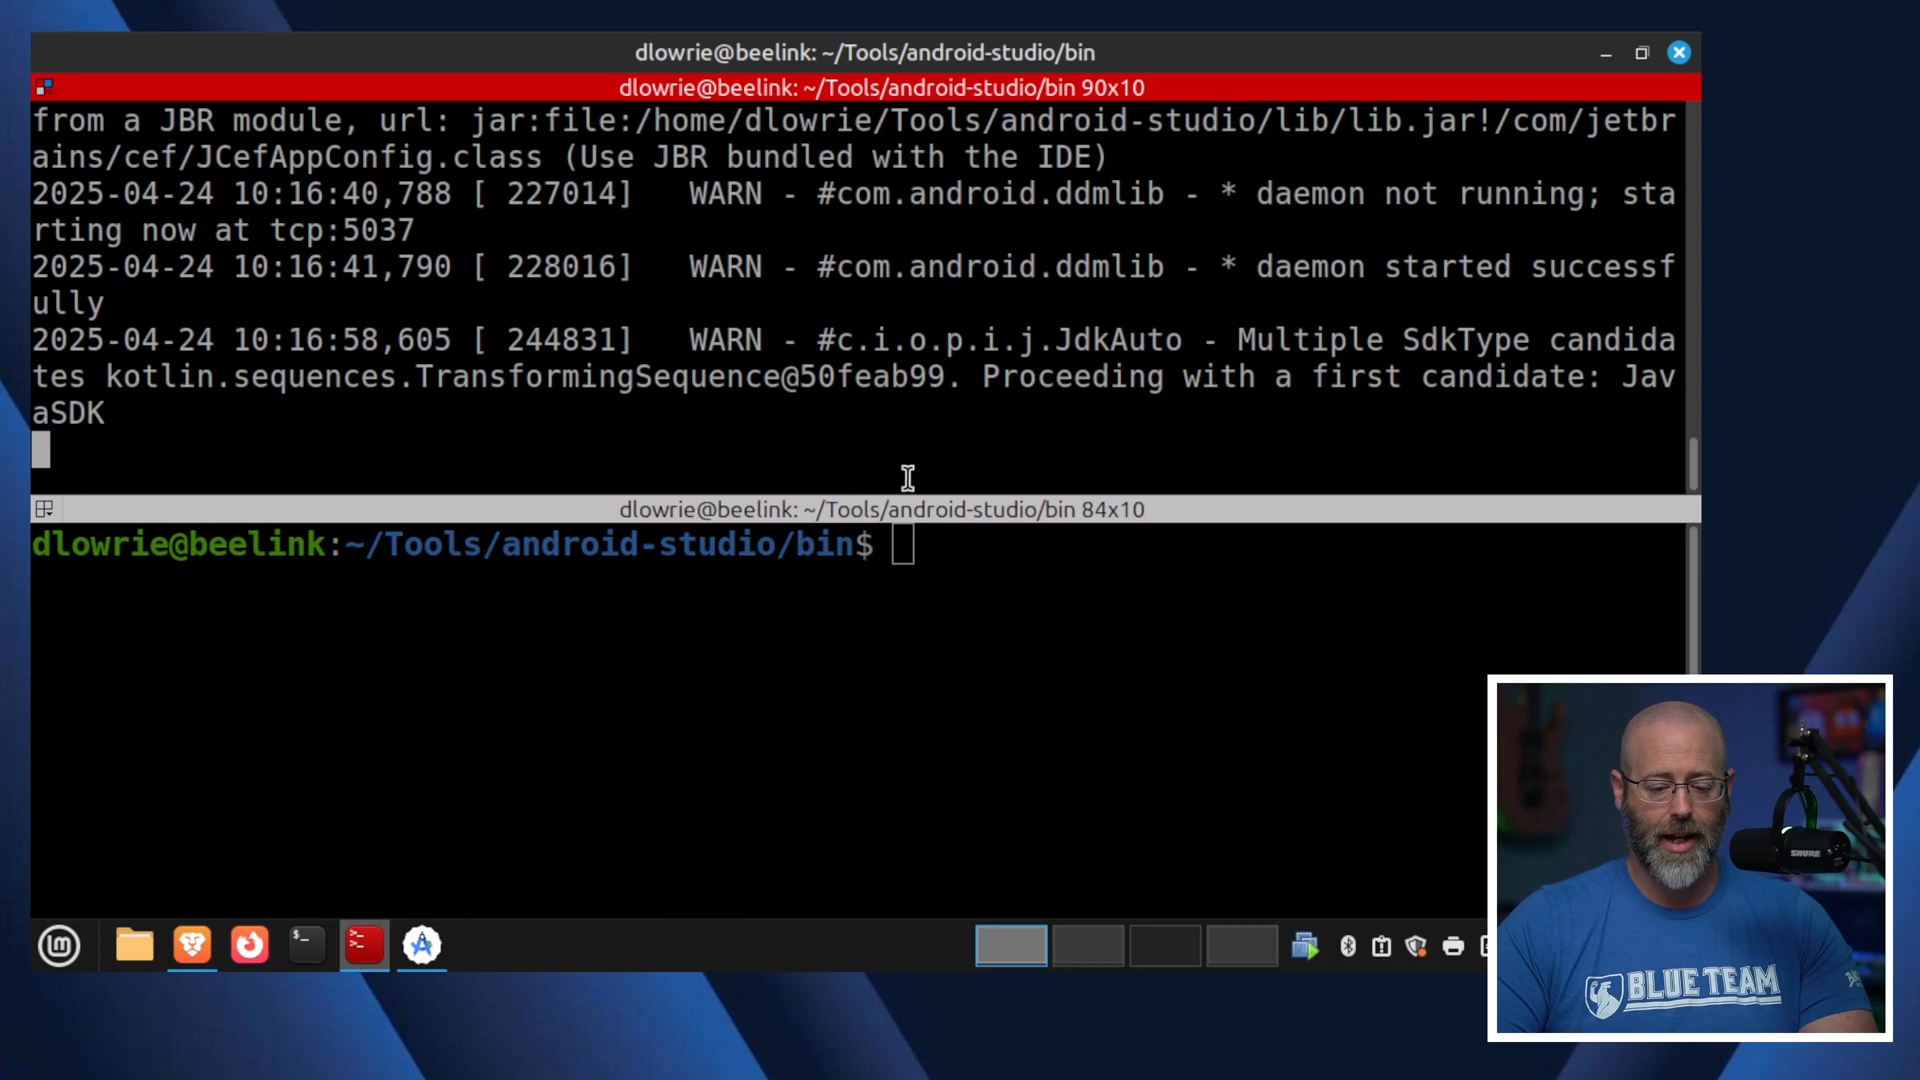 dlowrie@beelink: ~/Tools/android-studio/bin
dlowrie@beelink: ~/Tools/android-studio/bin 90x10
from a JBR module, url: jar:file:/home/dlowrie/Tools/android-studio/lib/lib.jar!/com/jetbr
ains/cef/JCefAppConfig.class (Use JBR bundled with the IDE)
2025-04-24 10:16:40,788 [ 227014]   WARN - #com.android.ddmlib - * daemon not running; sta
rting now at tcp:5037
2025-04-24 10:16:41,790 [ 228016]   WARN - #com.android.ddmlib - * daemon started successf
ully
2025-04-24 10:16:58,605 [ 244831]   WARN - #c.i.o.p.i.j.JdkAuto - Multiple SdkType candida
tes kotlin.sequences.TransformingSequence@50feab99. Proceeding with a first candidate: Jav
aSDK
dlowrie@beelink: ~/Tools/android-studio/bin 84x10
dlowrie@beelink:~/Tools/android-studio/bin$
SHURE
BLUE TEAM